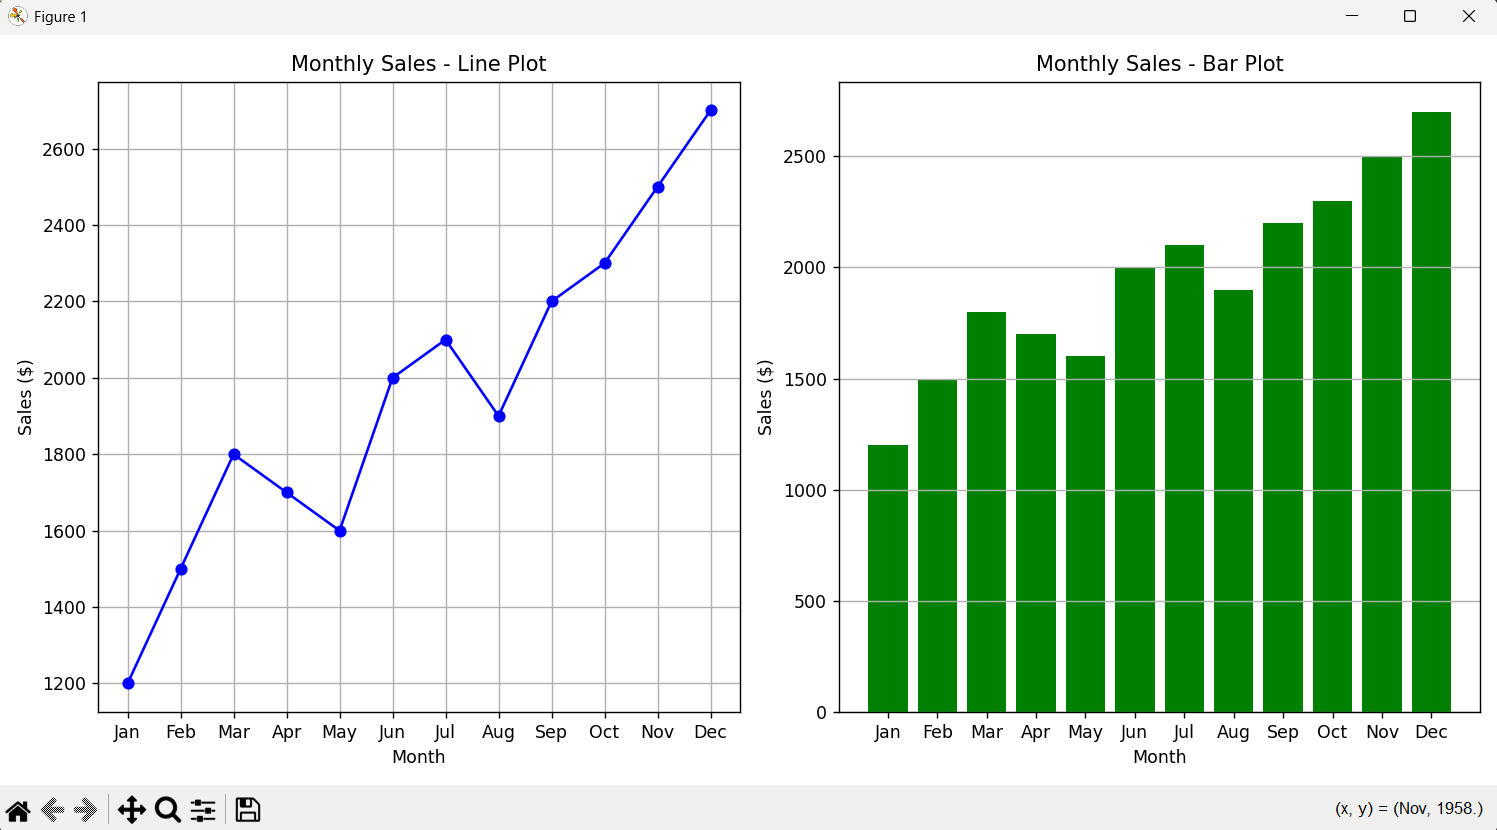 Figure 1
Monthly Sales - Line Plot
2600
2400
2200
2000
1800
1600
1400
1200
Sales ($)
Jan Feb Mar Apr May Jun Jul Aug Sep Oct Nov Dec
Month
Monthly Sales - Bar Plot
2500
2000
1500
1000
500
0
Sales ($)
Jan Feb Mar Apr May Jun Jul Aug Sep Oct Nov Dec
Month
(x, y) = (Nov, 1958.)